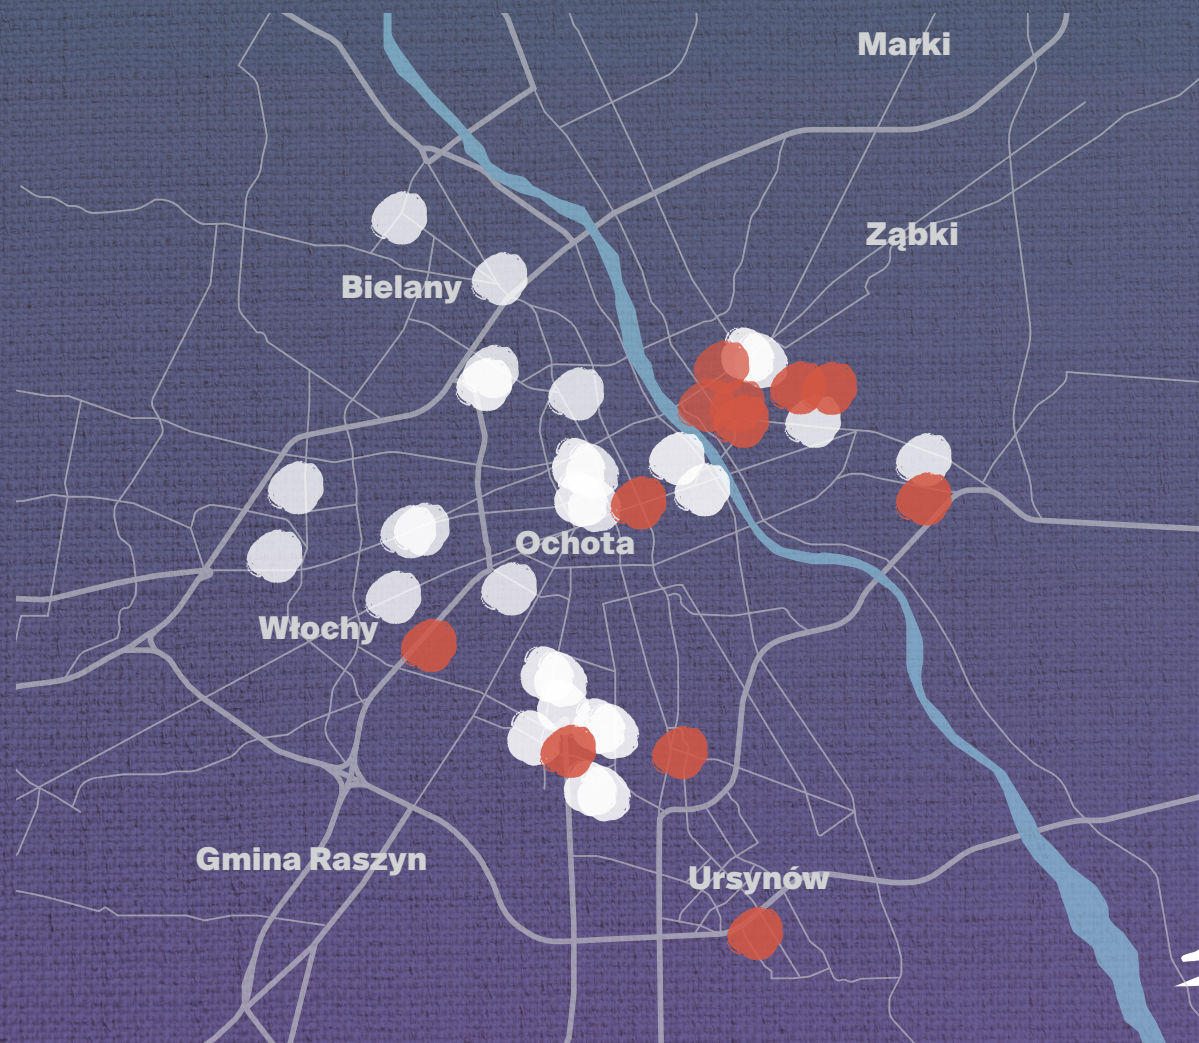 Marki
Ząbki
Bielany
Ochota
Włochy
Gmina Raszyn
Ursynów